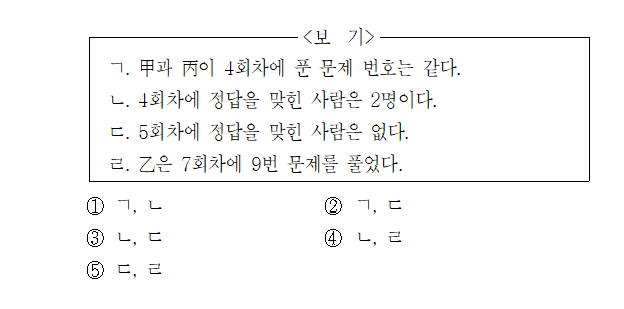 <보 기>
ㄱ. 甲과 丙이 4회차에 푼 문제 번호는 같다.
ㄴ. 4회차에 정답을 맞힌 사람은 2명이다.
ㄷ. 5회차에 정답을 맞힌 사람은 없다.
ㄹ. 乙은 7회차에 9번 문제를 풀었다.
① ㄱ, ㄴ ② ㄱ, ㄷ
③ ㄴ, ㄷ ④ ㄴ, ㄹ
⑤ ㄷ, ㄹ